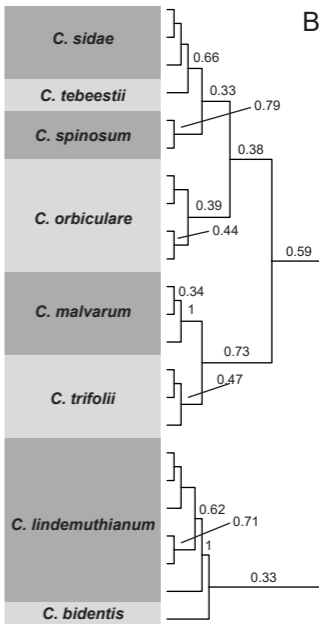 B
C. sidae
0.66
C. tebeestii
0.33
0.79
C. spinosum
0.38
C. orbiculare
0.39
0.44
0.59
C. malvarum
0.34
1
0.73
C. trifolii
0.47
C. lindemuthianum
0.62
0.71
1
0.33
C. bidentis